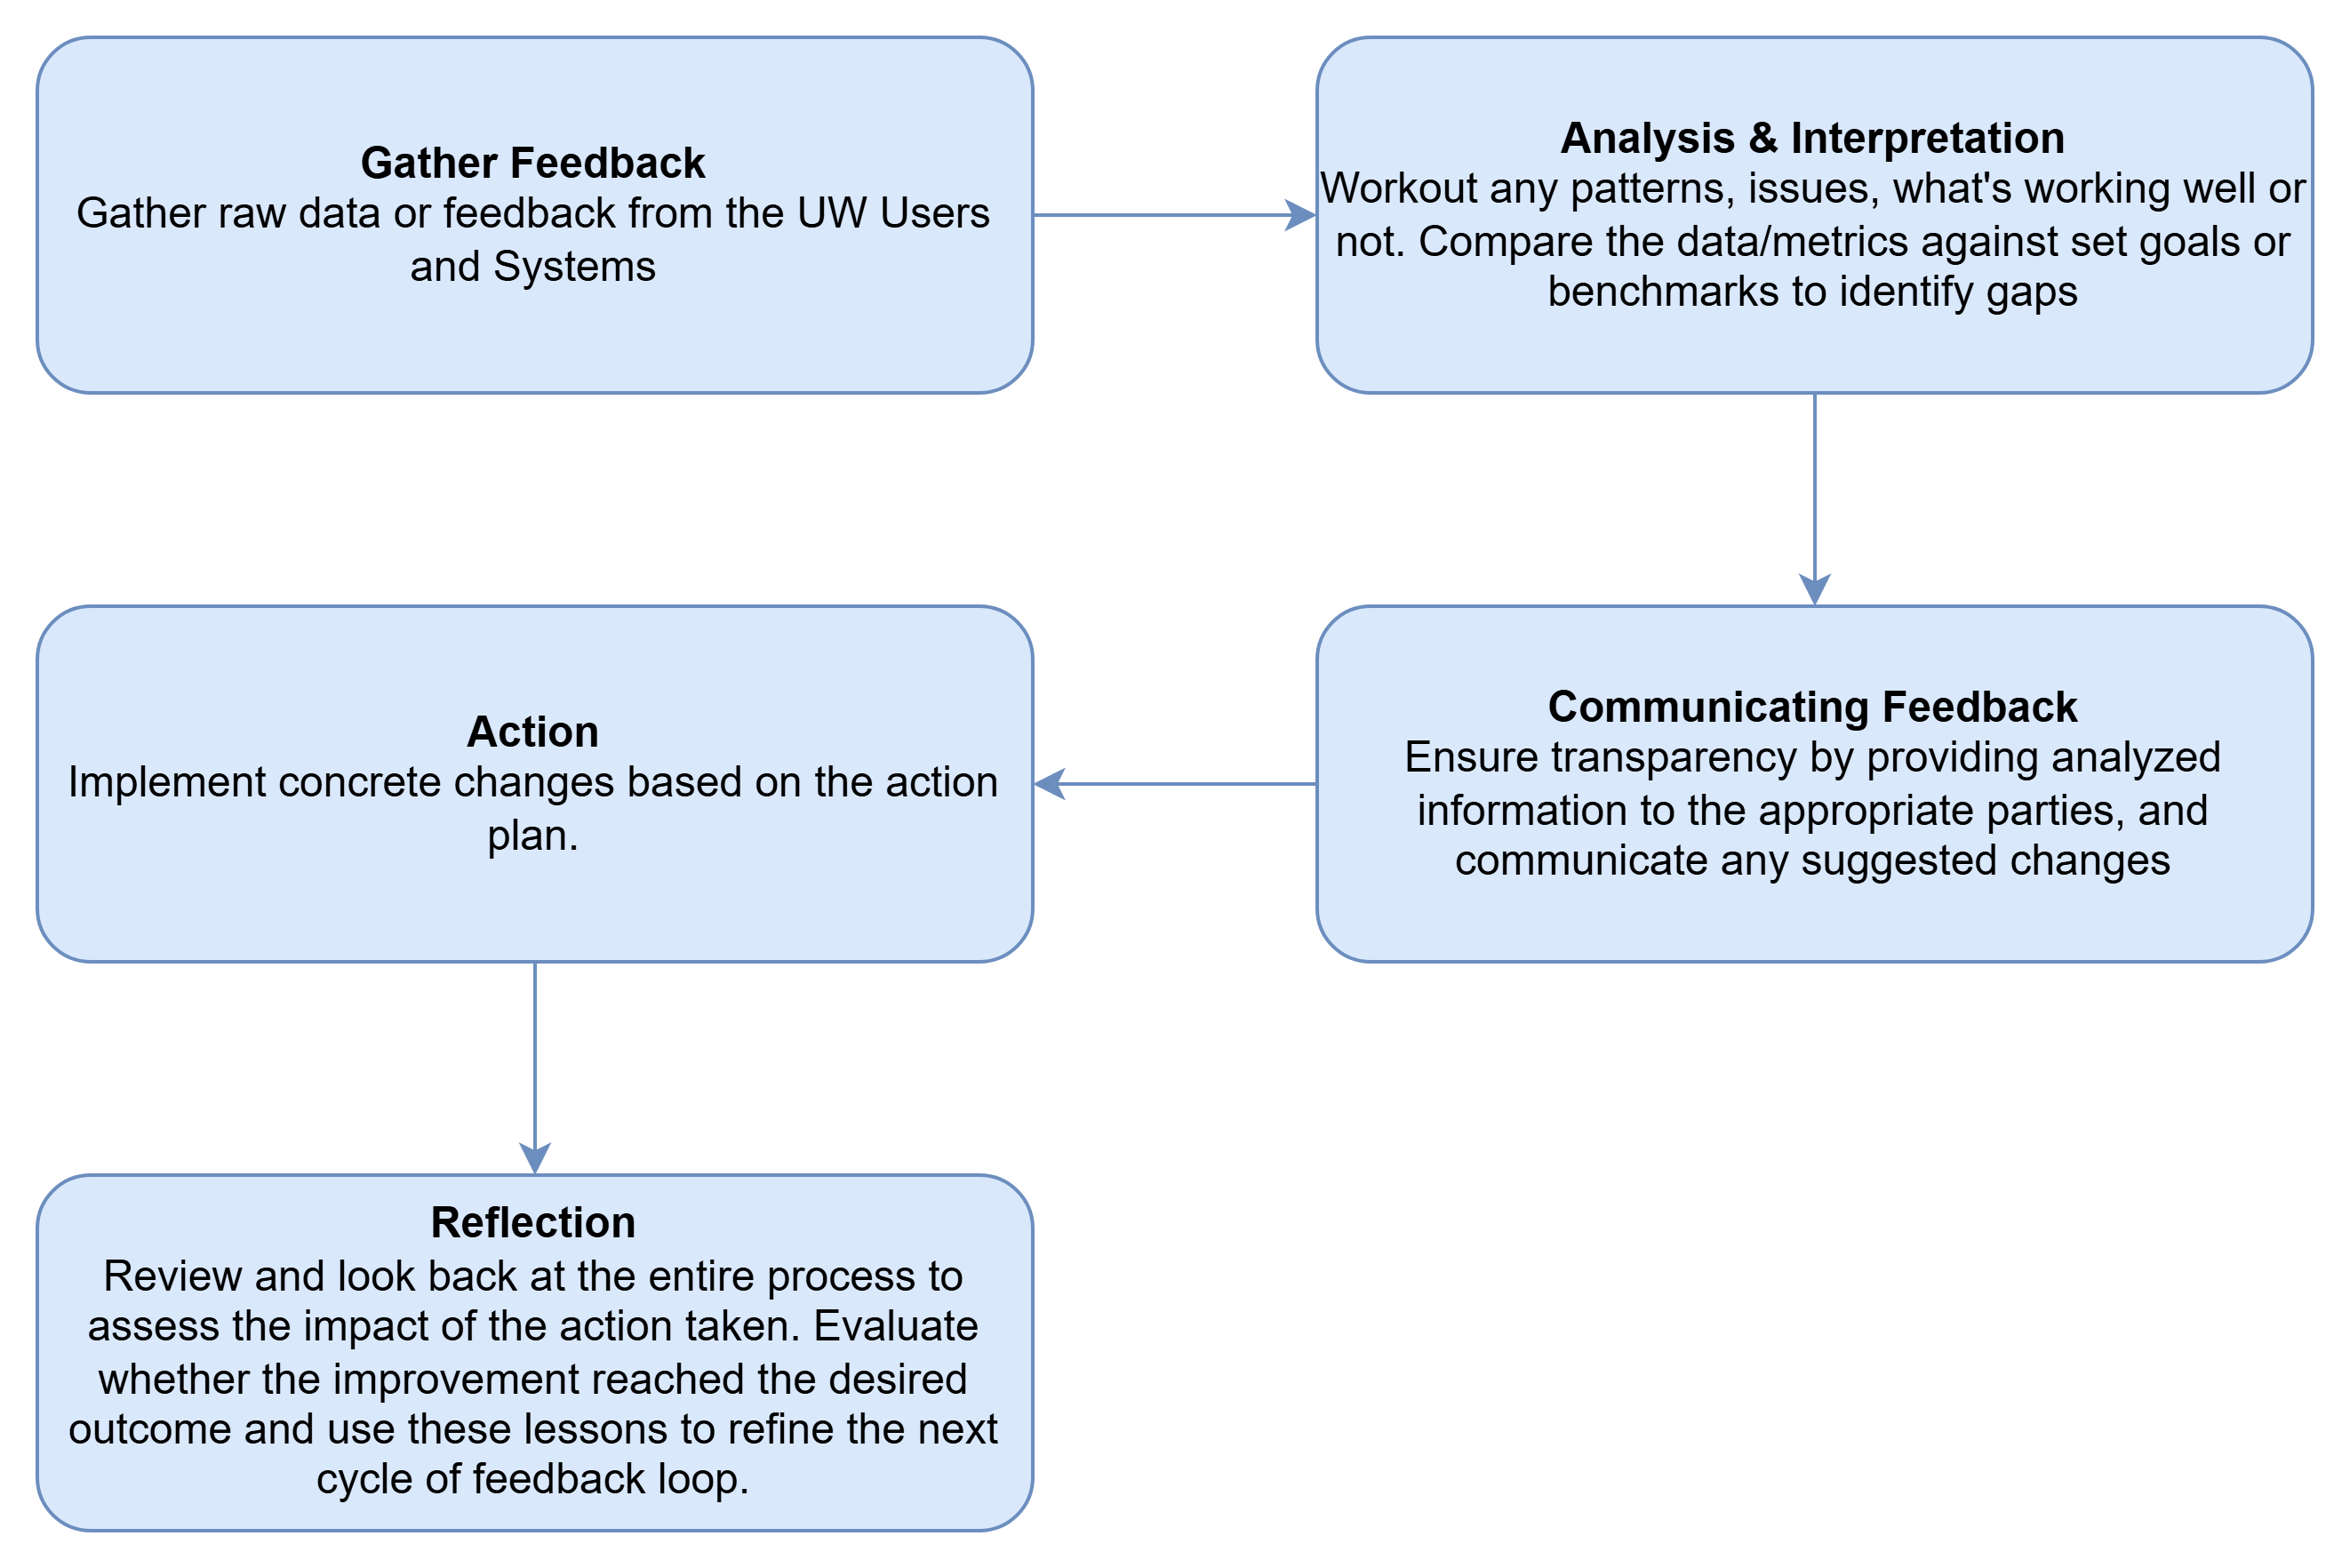 Gather Feedback
Gather raw data or feedback from the UW Users
and Systems
Analysis & Interpretation
Workout any patterns, issues, what's working well or
not. Compare the data/metrics against set goals or
benchmarks to identify gaps
Communicating Feedback
Ensure transparency by providing analyzed
information to the appropriate parties, and
communicate any suggested changes
Action
Implement concrete changes based on the action
plan.
Reflection
Review and look back at the entire process to
assess the impact of the action taken. Evaluate
whether the improvement reached the desired
outcome and use these lessons to refine the next
cycle of feedback loop.